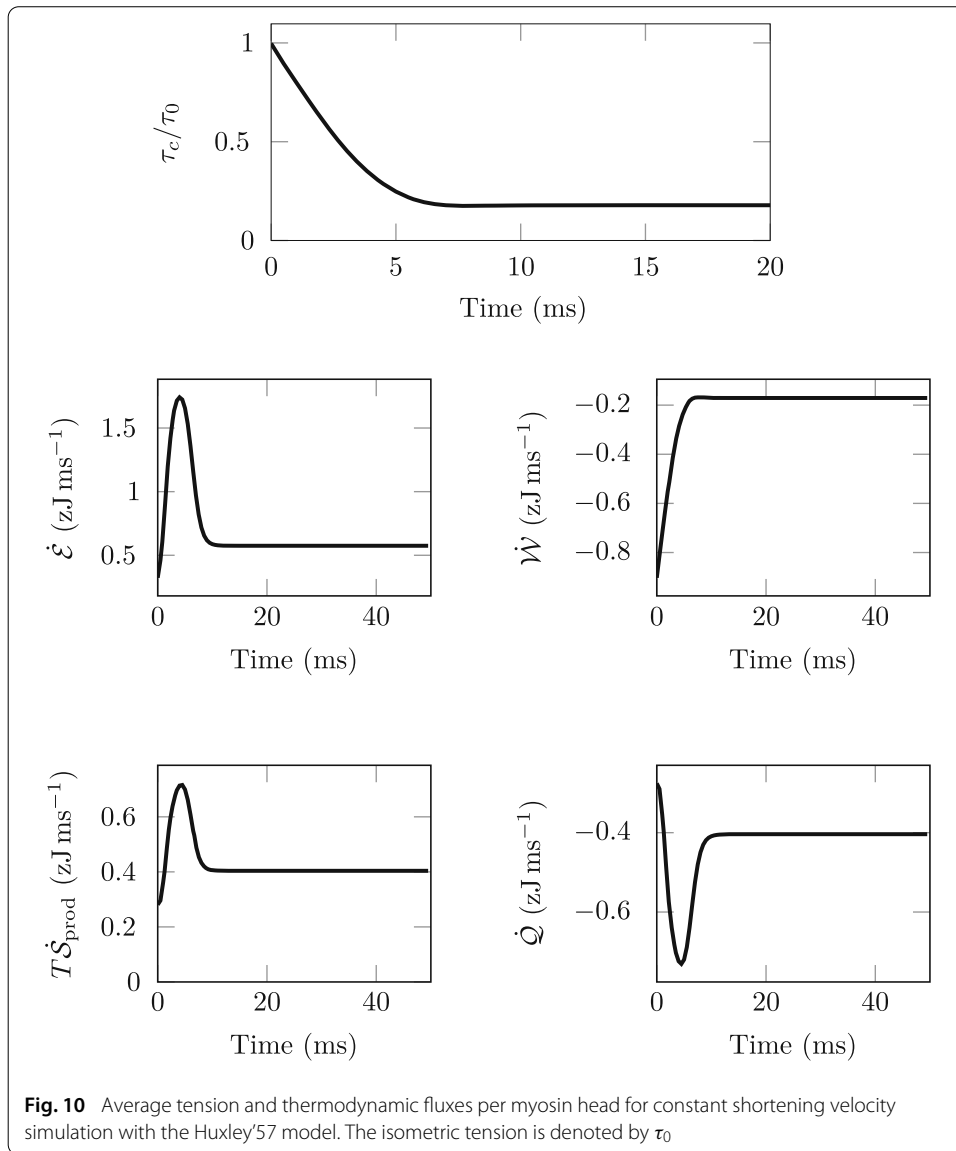 1
0.5
0
τc/τ0
0 5 10 15 20
Time (ms)
1.5
1
0.5
Ė (zJ ms−1)
0 20 40
Time (ms)
−0.2
−0.4
−0.6
−0.8
Ẇ (zJ ms−1)
0 20 40
Time (ms)
0.6
0.4
0.2
0
TṠprod (zJ ms−1)
0 20 40
Time (ms)
−0.4
−0.6
Q̇ (zJ ms−1)
0 20 40
Time (ms)
Fig. 10 Average tension and thermodynamic fluxes per myosin head for constant shortening velocity
simulation with the Huxley’57 model. The isometric tension is denoted by τ0